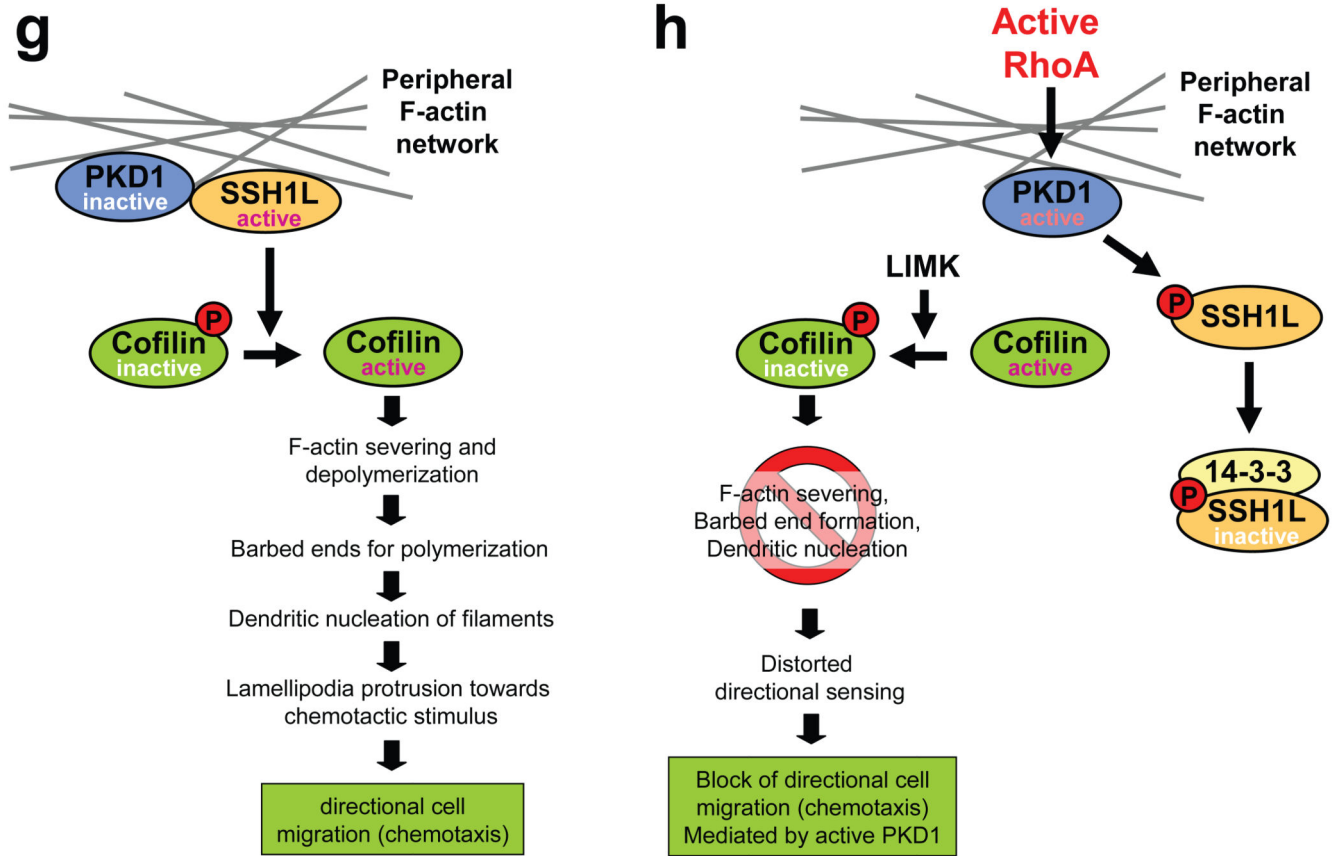 g
Peripheral
F-actin
network
PKD1
inactive
SSH1L
active
P
Cofilin
inactive
Cofilin
active
F-actin severing and
depolymerization
Barbed ends for polymerization
Dendritic nucleation of filaments
Lamellipodia protrusion towards
chemotactic stimulus
directional cell
migration (chemotaxis)
h
Active
RhoA
Peripheral
F-actin
network
PKD1
active
LIMK
P
SSH1L
P
Cofilin
inactive
Cofilin
active
14-3-3
P
SSH1L
inactive
F-actin severing,
Barbed end formation,
Dendritic nucleation
Distorted
directional sensing
Block of directional cell
migration (chemotaxis)
Mediated by active PKD1